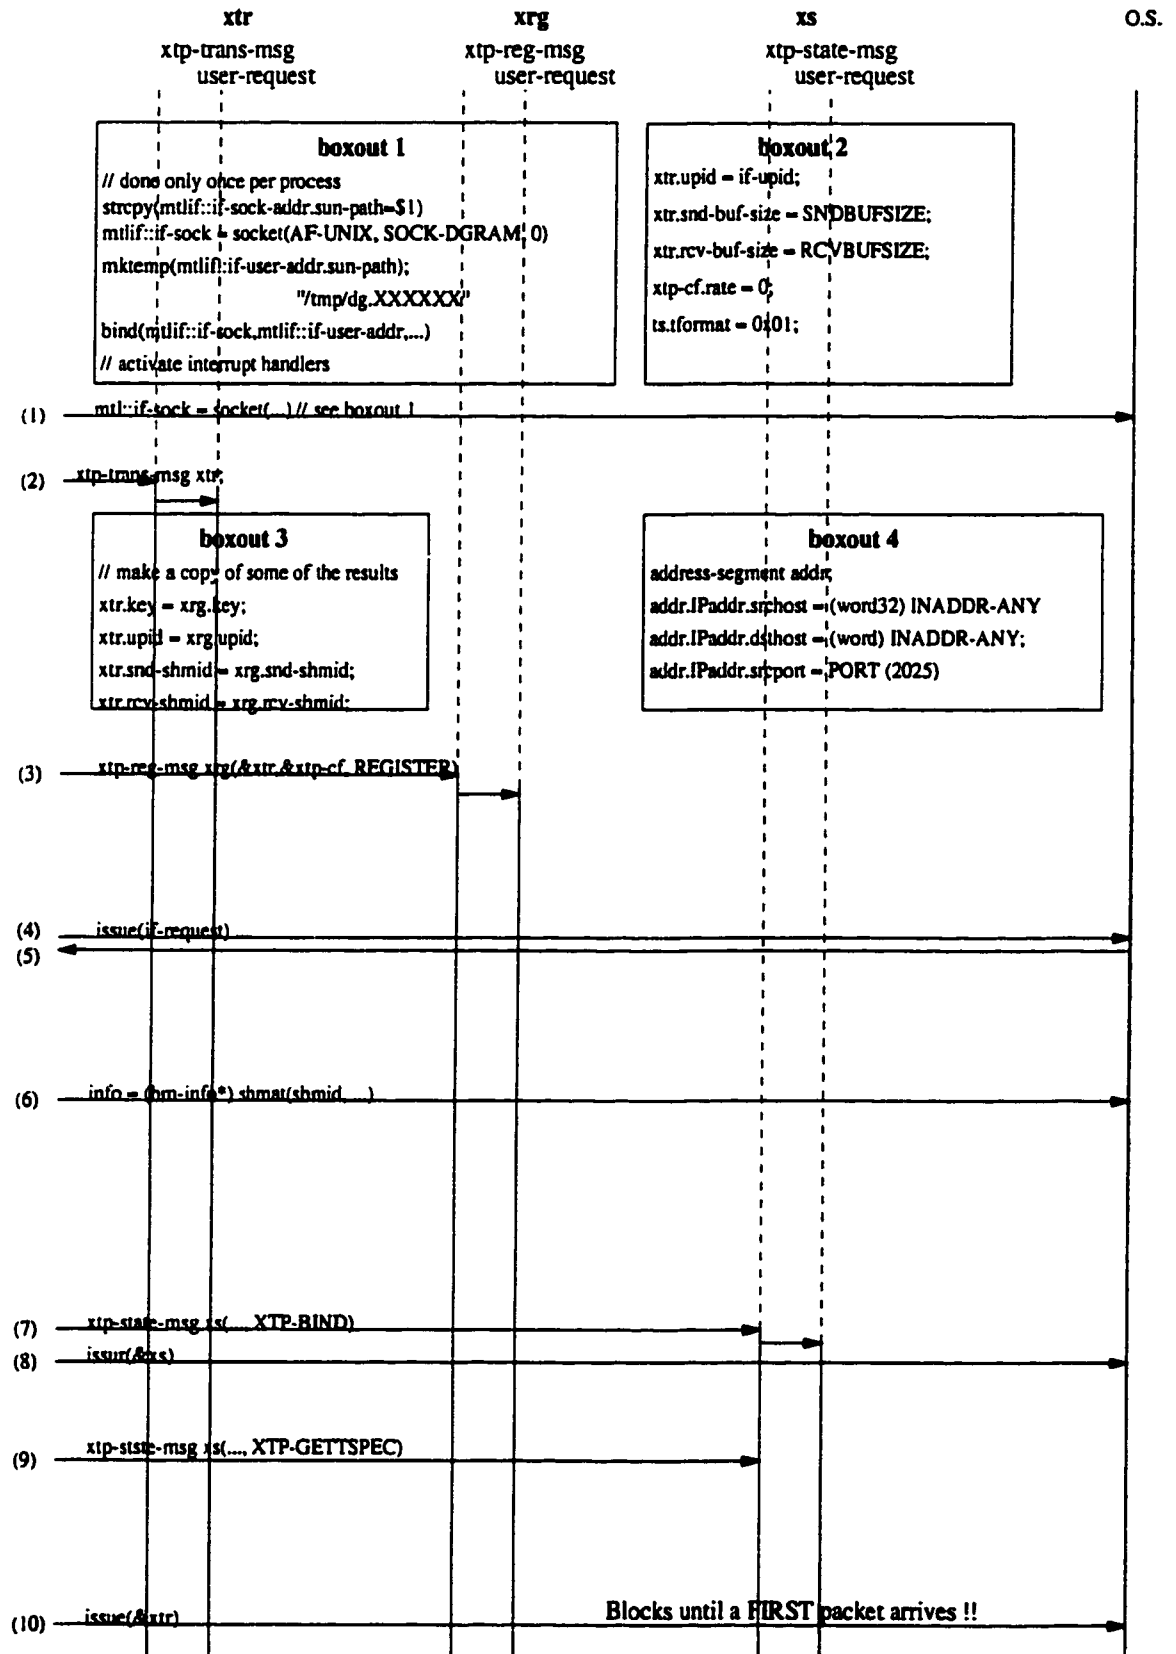 xtr xrg xs O.S.
xtp-trans-msg xtp-reg-msg xtp-state-msg
user-request user-request user-request
boxout 1
// done only once per process
strcpy(mtlif::if-sock-addr.sun-path=$1)
mtlif::if-sock = socket(AF-UNIX, SOCK-DGRAM, 0)
mktemp(mtlif::if-user-addr.sun-path);
"/tmp/dg.XXXXXX/"
bind(mtlif::if-sock,mtlif::if-user-addr,...)
// activate interrupt handlers
boxout 2
xtr.upid = if-upid;
xtr.snd-buf-size = SNDBUFSIZE;
xtr.rcv-buf-size = RCVBUFSIZE;
xtp-cf.rate = 0;
ts.tformat = 0x01;
(1) mtl::if-sock = socket(...) // see boxout 1
(2) xtp-trans-msg xtr;
boxout 3
// make a copy of some of the results
xtr.key = xrg.key;
xtr.upid = xrg.upid;
xtr.snd-shmid = xrg.snd-shmid;
xtr.rcv-shmid = xrg.rcv-shmid;
boxout 4
address-segment addr;
addr.IPaddr.srchost = (word32) INADDR-ANY
addr.IPaddr.dsthost = (word) INADDR-ANY;
addr.IPaddr.srcport = PORT (2025)
(3) xtp-reg-msg xrg(&xtr,&xtp-cf, REGISTER)
(4) issue(if-request)
(5)
(6) info = (bm-info*) shmat(shmid, ...)
(7) xtp-state-msg xs(..., XTP-BIND)
(8) issur(&xs)
(9) xtp-stste-msg xs(..., XTP-GETTSPEC)
(10) issue(&xtr) Blocks until a FIRST packet arrives !!